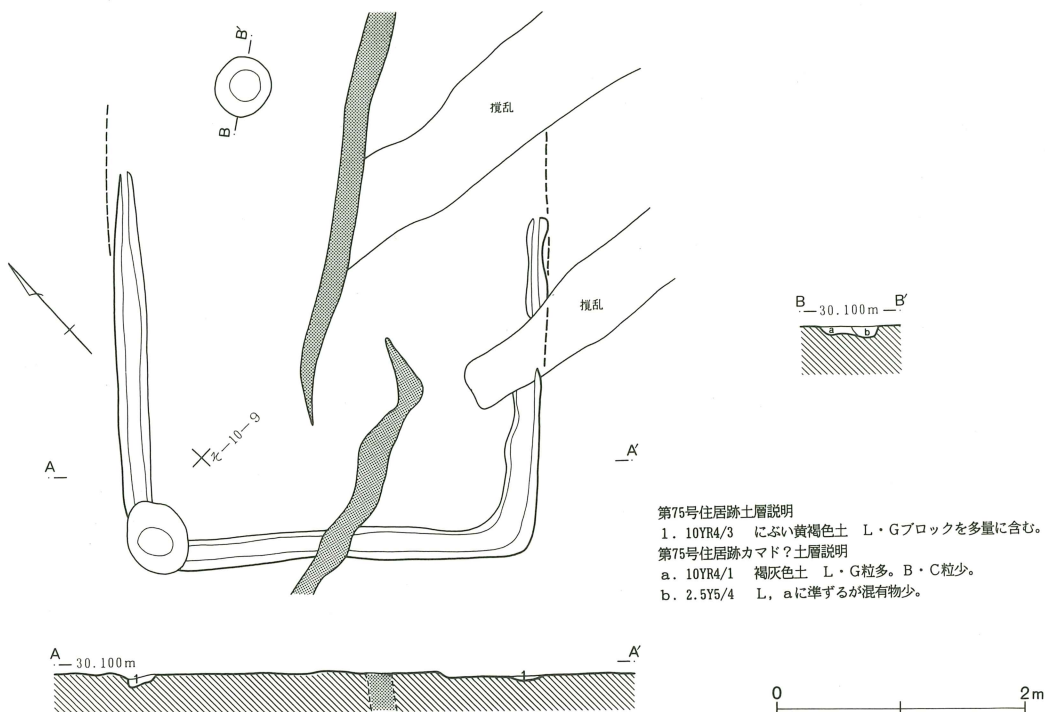 B′
B
攪乱
攪乱
A
A′
B
30.100m
B′
a
b
第75号住居跡土層説明
1. 10YR4/3 にぶい黄褐色土 L・Gブロックを多量に含む。
第75号住居跡カマド?土層説明
a. 10YR4/1 褐灰色土 L・G粒多。B・C粒少。
b. 2.5Y5/4 L, aに準ずるが混有物少。
A
30.100m
A′
1
1
0
2m